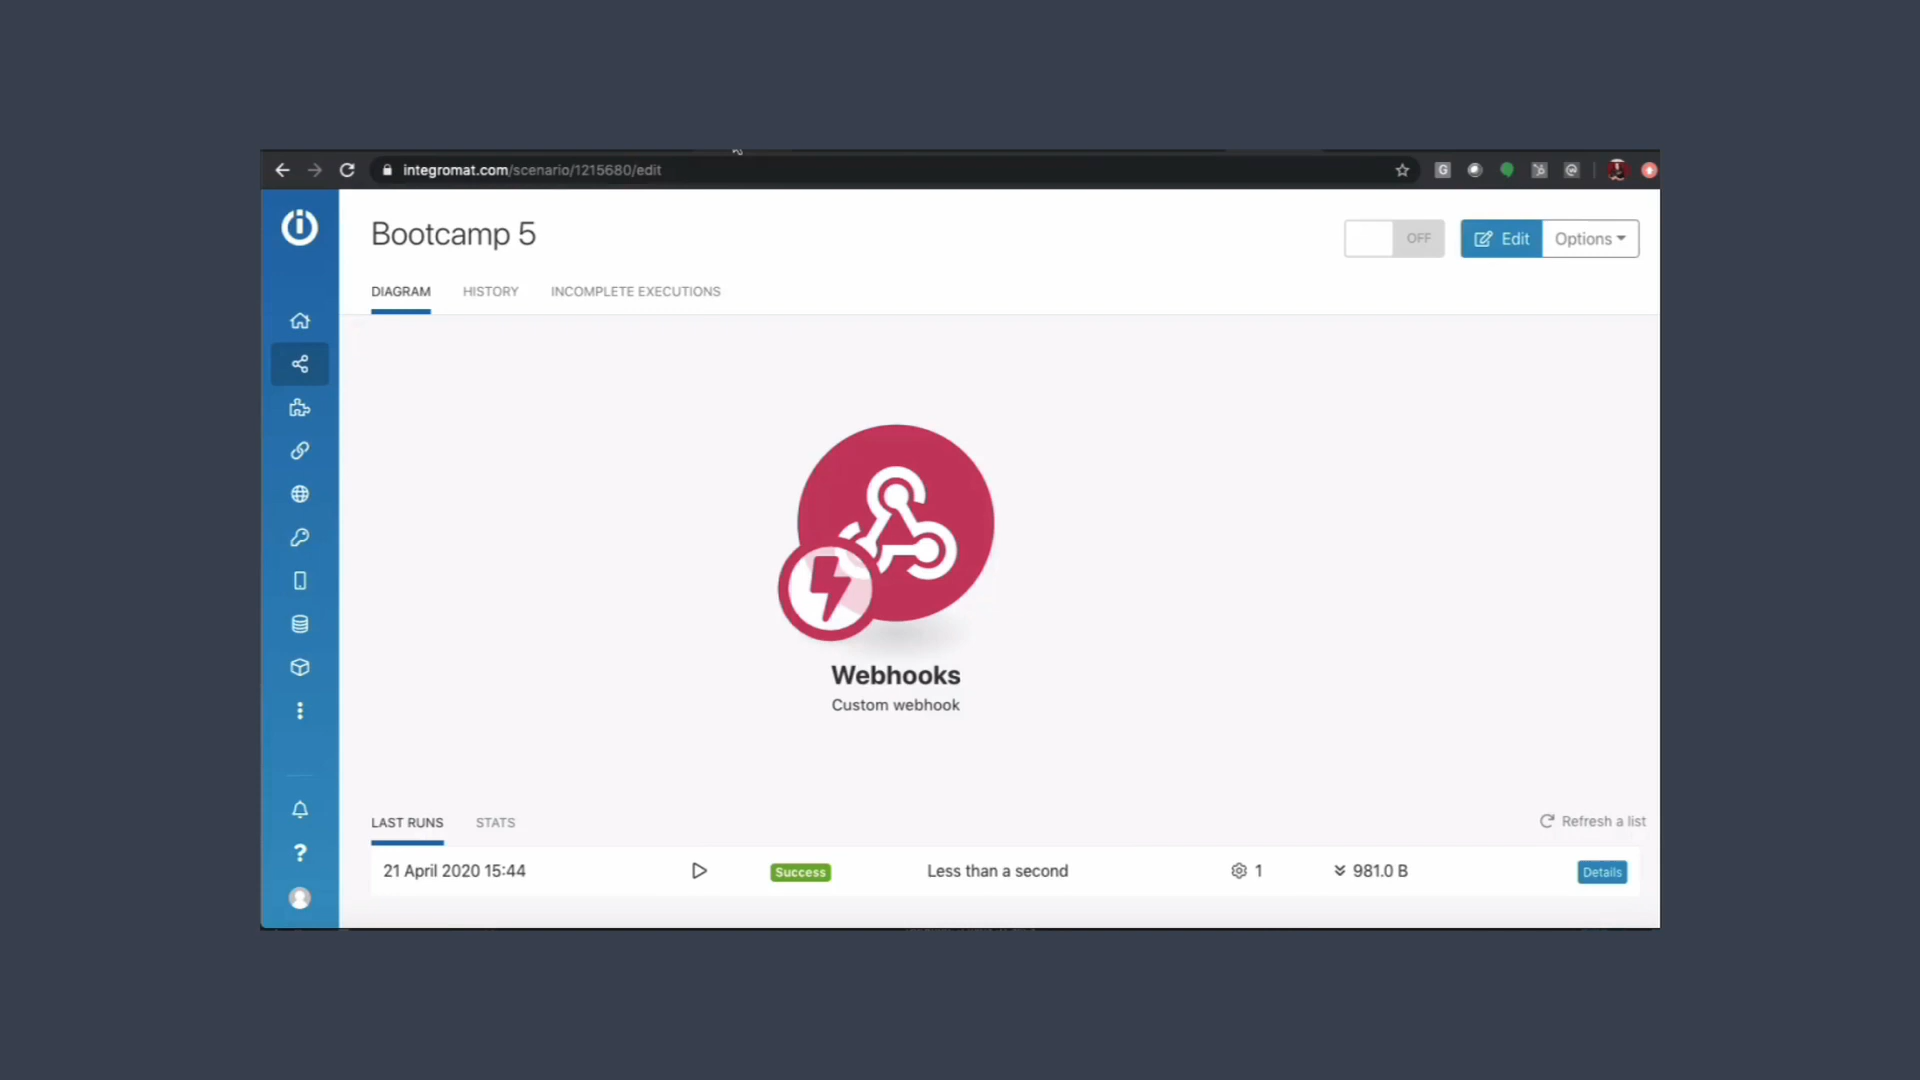 integromat.com/scenario/1215680/edit
Bootcamp 5
OFF
Edit
Options
DIAGRAM
HISTORY
INCOMPLETE EXECUTIONS
Webhooks
Custom webhook
LAST RUNS
STATS
Refresh a list
21 April 2020 15:44
Success
Less than a second
1
981.0 B
Details